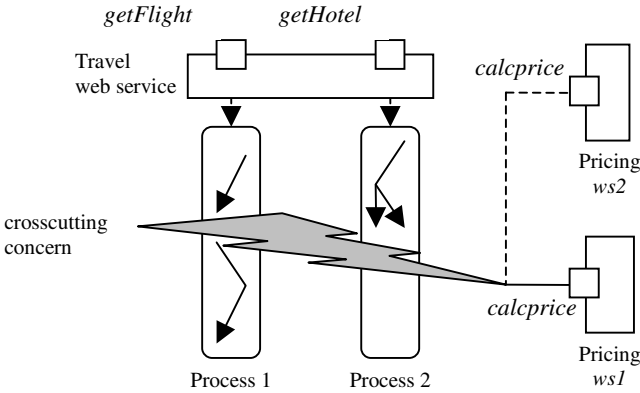 getFlight
getHotel
Travel
web service
calcprice
Pricing
ws2
crosscutting
concern
calcprice
Pricing
ws1
Process 1
Process 2